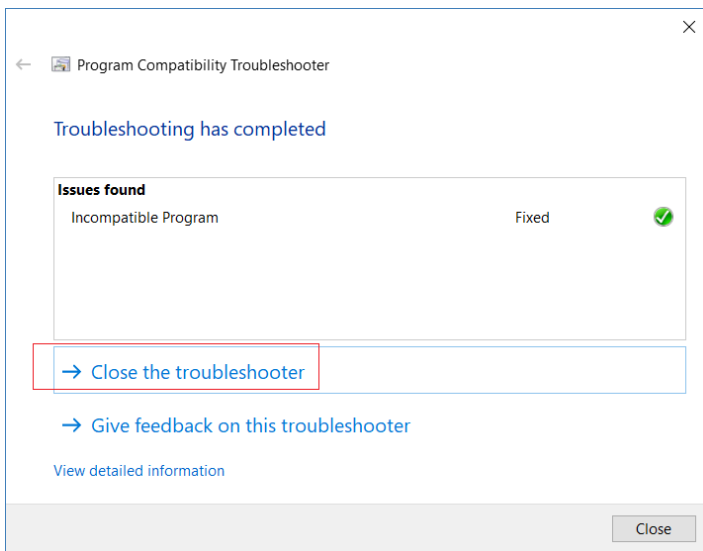 Program Compatibility Troubleshooter
Troubleshooting has completed
Issues found
Incompatible Program Fixed
Close the troubleshooter
Give feedback on this troubleshooter
View detailed information
Close